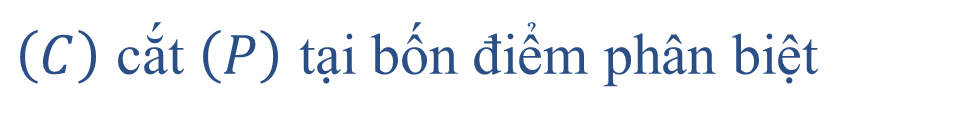 (C) cắt (P) tại bốn điểm phân biệt